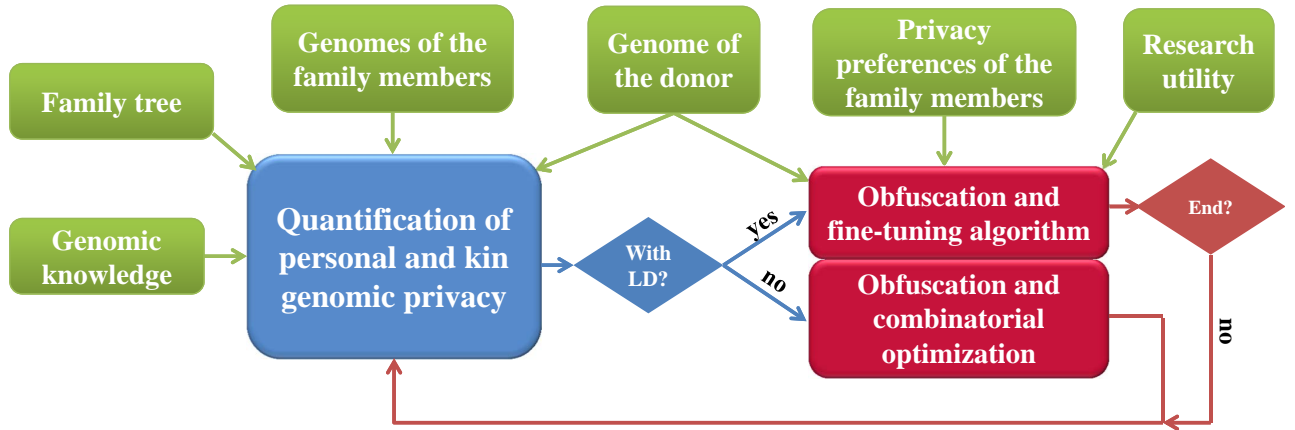 Family tree
Genomes of the
family members
Genome of
the donor
Privacy
preferences of the
family members
Research
utility
Genomic
knowledge
Quantification of
personal and kin
genomic privacy
With
LD?
yes
no
Obfuscation and
fine-tuning algorithm
Obfuscation and
combinatorial
optimization
End?
no